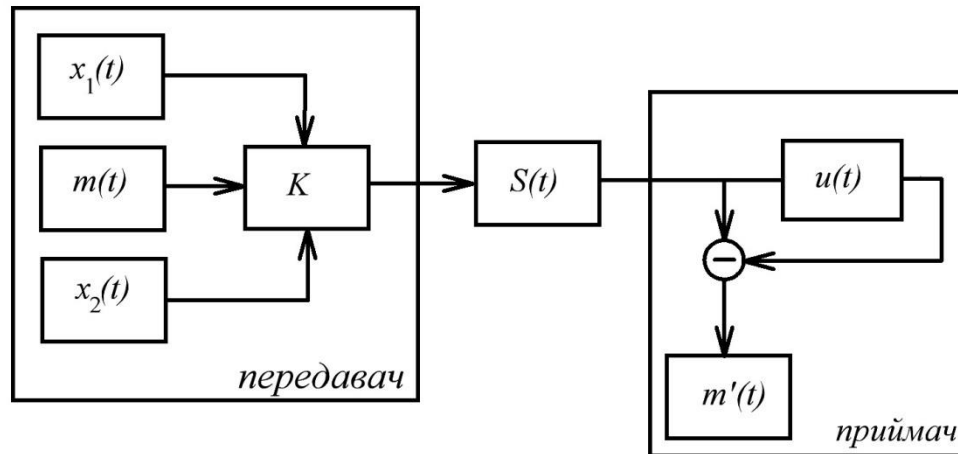 x₁(t)
m(t)
x₂(t)
K
передавач
S(t)
u(t)
−
m'(t)
приймач